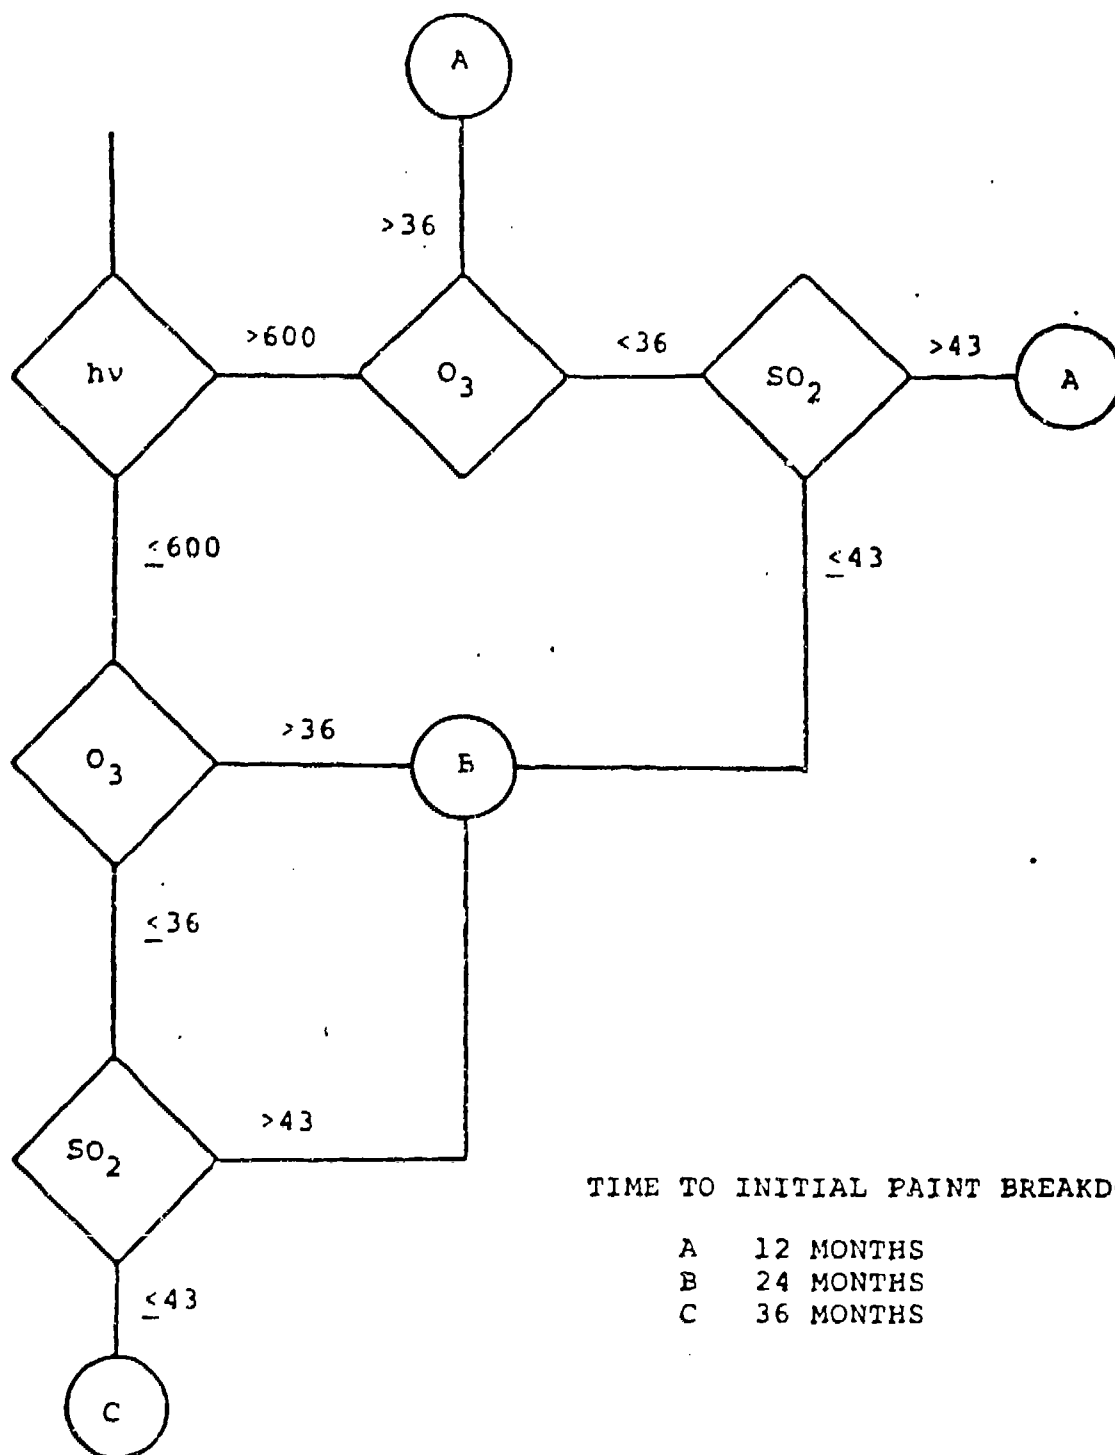 A
>36
hν
>600
O3
<36
SO2
>43
A
≤600
≤43
O3
>36
B
≤36
SO2
>43
TIME TO INITIAL PAINT BREAKD
A 12 MONTHS
B 24 MONTHS
C 36 MONTHS
≤43
C